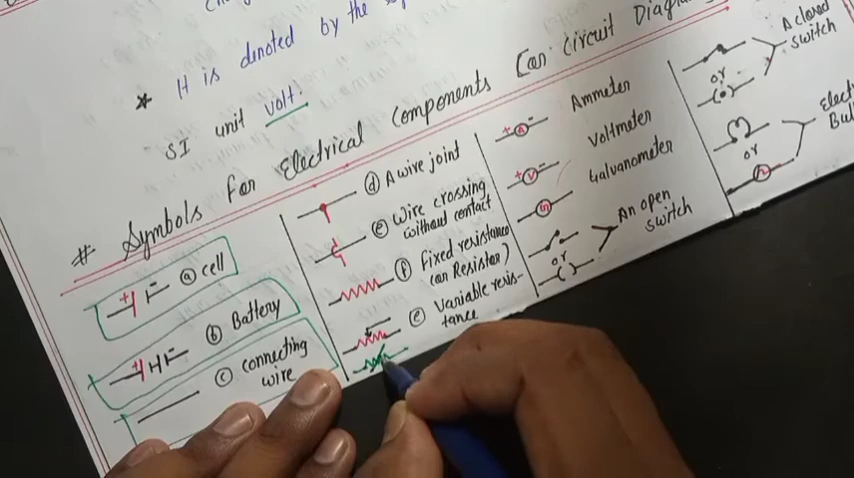 * It is denoted by the
SI unit volt.
# Symbols for Electrical Components (or Circuit
+ - (a) cell
+ - (b) Battery
(c) connecting
wire
(d) A wire joint
(e) Wire crossing
without contact
(f) Fixed resistance
(or Resistor)
(e) Variable resis-
tance
+ A - Ammeter
+ V - Voltmeter
G Galvanometer
An open
switch
or
A closed
switch
or
or